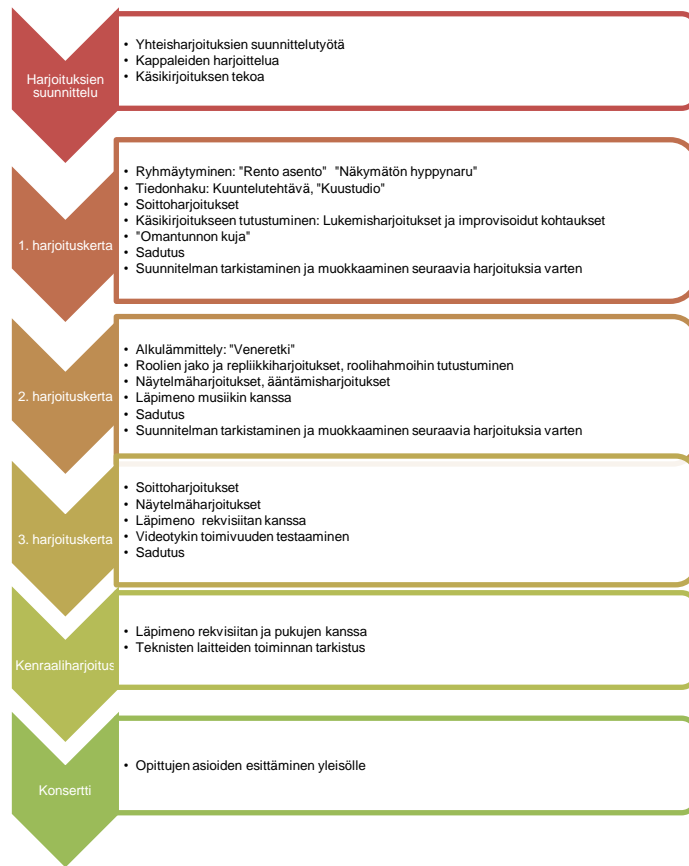 Harjoituksien
suunnittelu
• Yhteisharjoituksien suunnittelutyötä
• Kappaleiden harjoittelua
• Käsikirjoituksen tekoa
1. harjoituskerta
• Ryhmäytyminen: "Rento asento" "Näkymätön hyppynaru"
• Tiedonhaku: Kuuntelutehtävä, "Kuustudio"
• Soittoharjoitukset
• Käsikirjoitukseen tutustuminen: Lukemisharjoitukset ja improvisoidut kohtaukset
• "Omantunnon kuja"
• Sadutus
• Suunnitelman tarkistaminen ja muokkaaminen seuraavia harjoituksia varten
2. harjoituskerta
• Alkulämmittely: "Veneretki"
• Roolien jako ja repliikkiharjoitukset, roolihahmoihin tutustuminen
• Näytelmäharjoitukset, ääntämisharjoitukset
• Läpimeno musiikin kanssa
• Sadutus
• Suunnitelman tarkistaminen ja muokkaaminen seuraavia harjoituksia varten
3. harjoituskerta
• Soittoharjoitukset
• Näytelmäharjoitukset
• Läpimeno rekvisiitan kanssa
• Videotykin toimivuuden testaaminen
• Sadutus
Kenraaliharjoitus
• Läpimeno rekvisiitan ja pukujen kanssa
• Teknisten laitteiden toiminnan tarkistus
Konsertti
• Opittujen asioiden esittäminen yleisölle